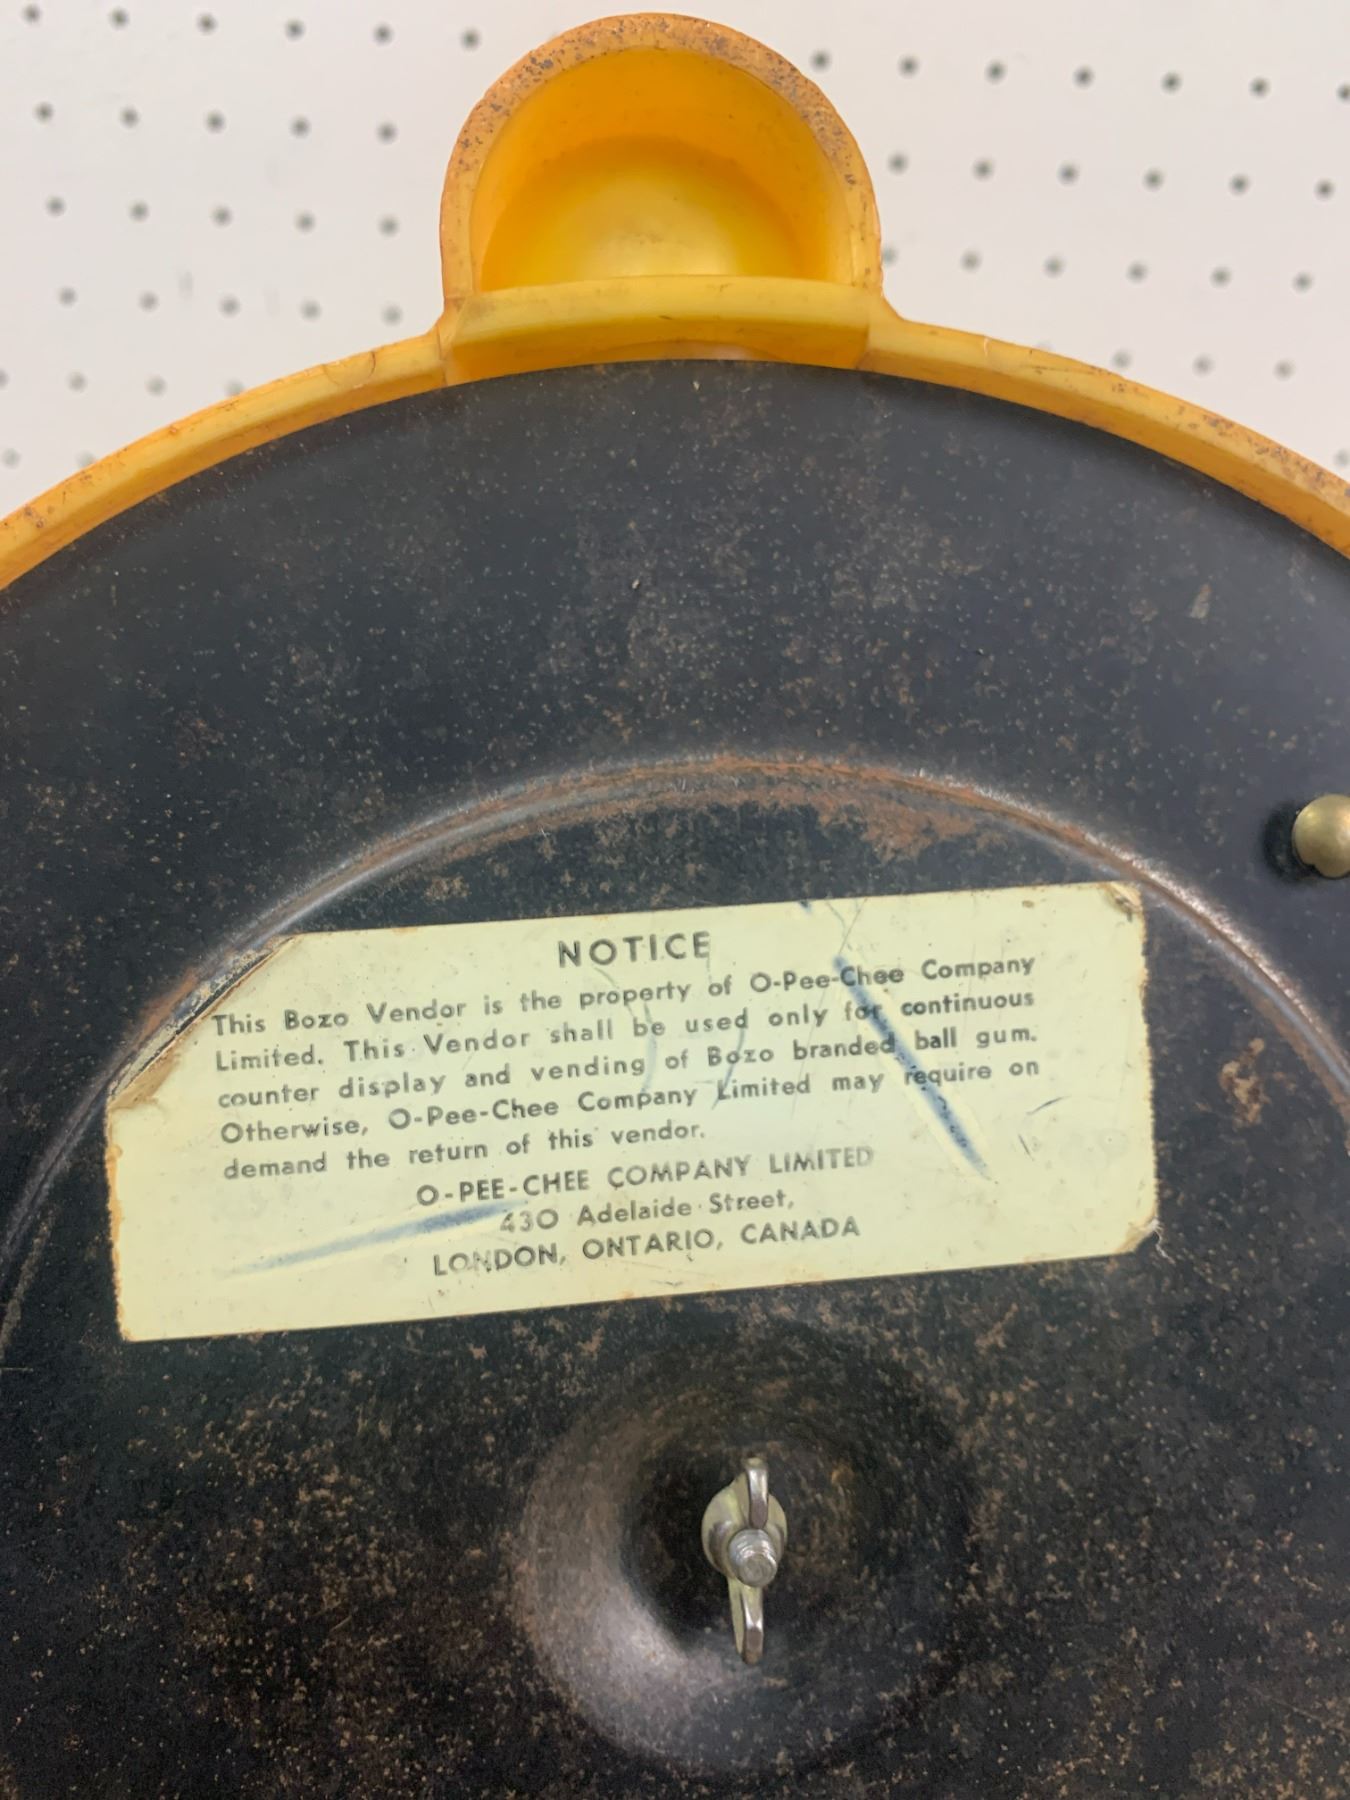 NOTICE
This Bozo Vendor is the property of O-Pee-Chee Company
Limited. This Vendor shall be used only for continuous
counter display and vending of Bozo branded ball gum.
Otherwise, O-Pee-Chee Company Limited may require on
demand the return of this vendor.
O-PEE-CHEE COMPANY LIMITED
430 Adelaide Street,
LONDON, ONTARIO, CANADA